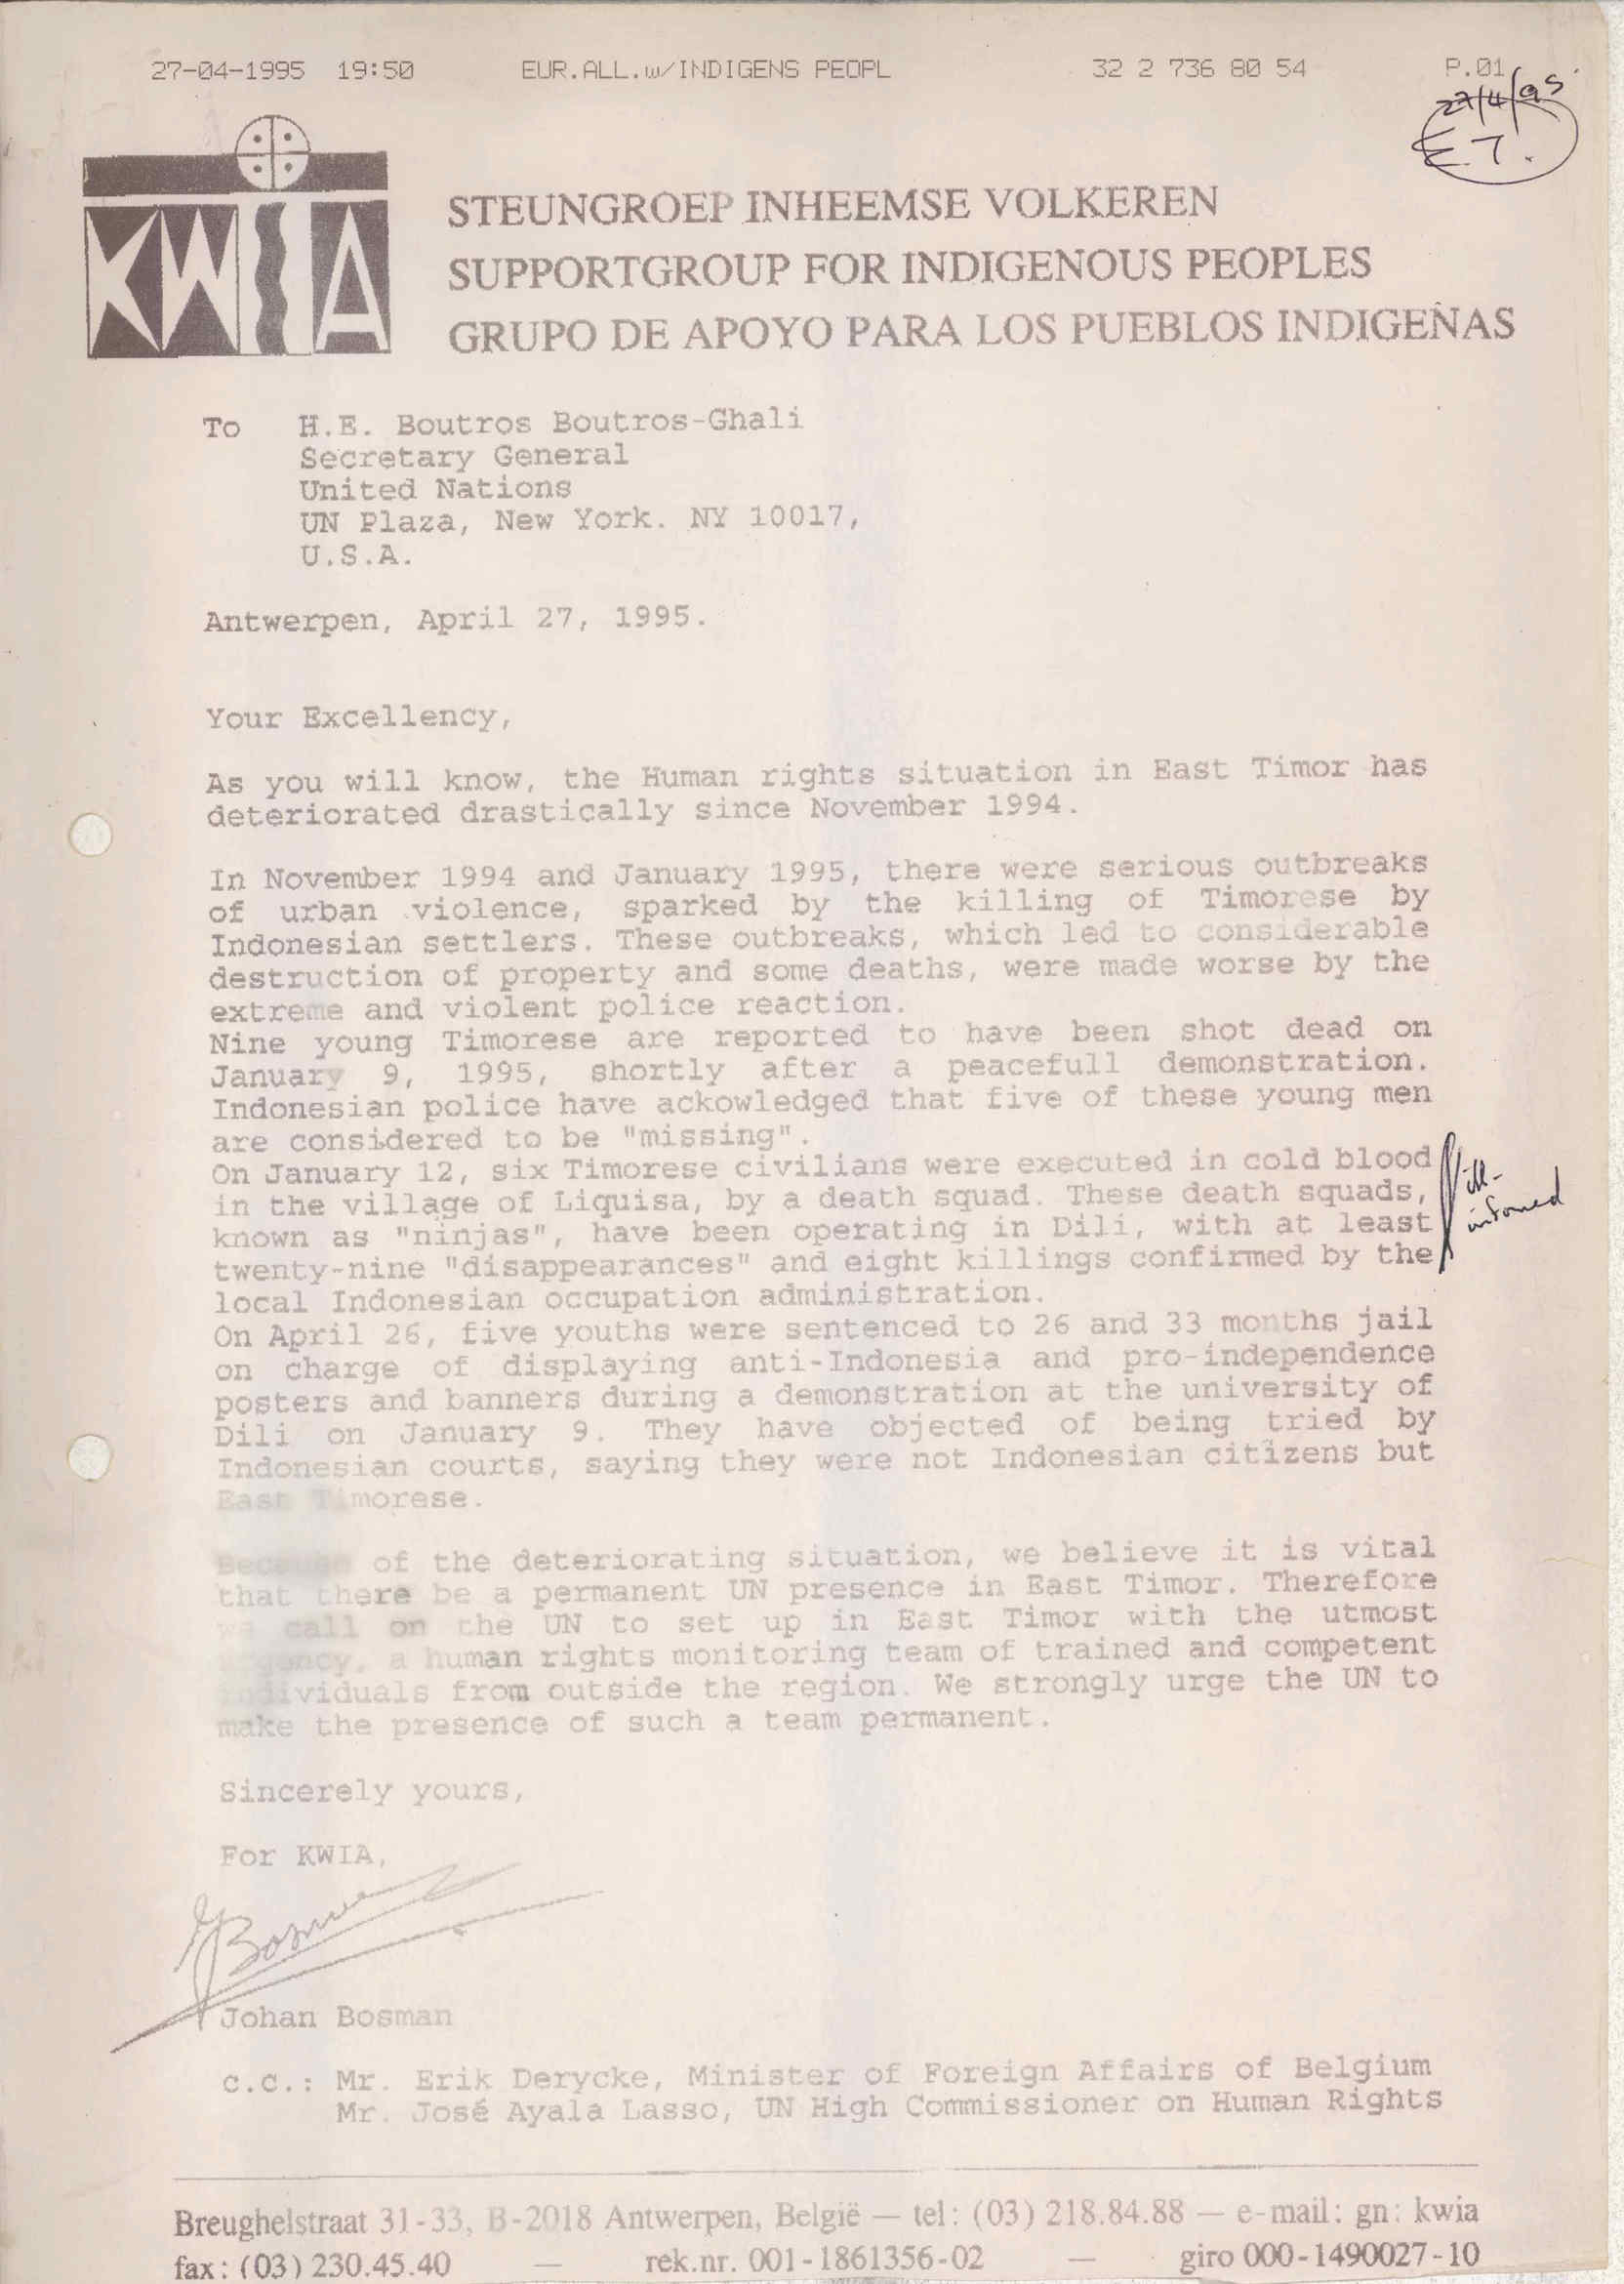 27-04-1995 19:50 EUR.ALL.w/INDIGENS PEOPL 32 2 736 80 54 P.01
27/4/95
E7.
KWIA
STEUNGROEP INHEEMSE VOLKEREN
SUPPORTGROUP FOR INDIGENOUS PEOPLES
GRUPO DE APOYO PARA LOS PUEBLOS INDIGEÑAS
To H.E. Boutros Boutros-Ghali
Secretary General
United Nations
UN Plaza, New York. NY 10017,
U.S.A.
Antwerpen, April 27, 1995.
Your Excellency,
As you will know, the Human rights situation in East Timor has
deteriorated drastically since November 1994.
In November 1994 and January 1995, there were serious outbreaks
of urban violence, sparked by the killing of Timorese by
Indonesian settlers. These outbreaks, which led to considerable
destruction of property and some deaths, were made worse by the
extreme and violent police reaction.
Nine young Timorese are reported to have been shot dead on
January 9, 1995, shortly after a peacefull demonstration.
Indonesian police have ackowledged that five of these young men
are considered to be "missing".
On January 12, six Timorese civilians were executed in cold blood
in the village of Liquisa, by a death squad. These death squads,
known as "ninjas", have been operating in Dili, with at least
twenty-nine "disappearances" and eight killings confirmed by the
local Indonesian occupation administration.
ill-
informed
On April 26, five youths were sentenced to 26 and 33 months jail
on charge of displaying anti-Indonesia and pro-independence
posters and banners during a demonstration at the university of
Dili on January 9. They have objected of being tried by
Indonesian courts, saying they were not Indonesian citizens but
East Timorese.
Because of the deteriorating situation, we believe it is vital
that there be a permanent UN presence in East Timor. Therefore
we call on the UN to set up in East Timor with the utmost
urgency, a human rights monitoring team of trained and competent
individuals from outside the region. We strongly urge the UN to
make the presence of such a team permanent.
Sincerely yours,
For KWIA,
JBosman
Johan Bosman
c.c.: Mr. Erik Derycke, Minister of Foreign Affairs of Belgium
Mr. José Ayala Lasso, UN High Commissioner on Human Rights
Breughelstraat 31-33, B-2018 Antwerpen, België — tel: (03) 218.84.88 — e-mail: gn: kwia
fax: (03) 230.45.40 — rek.nr. 001-1861356-02 — giro 000-1490027-10